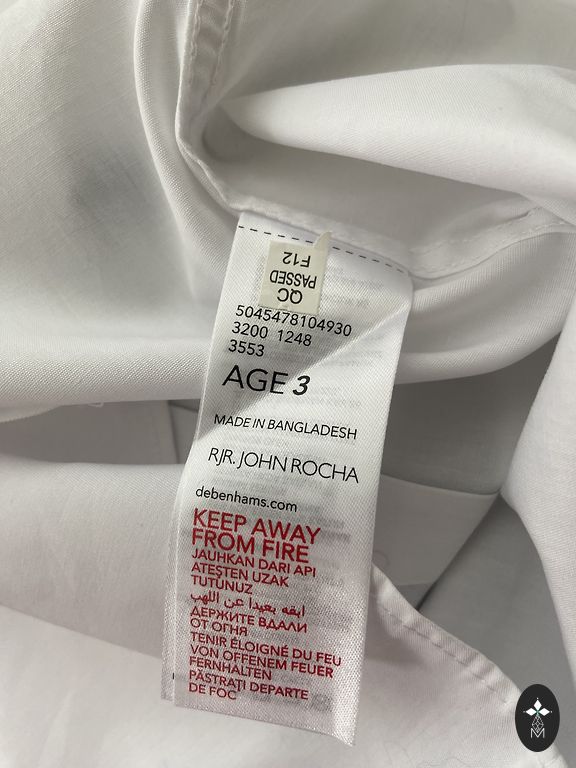 QC
PASSED
F12
5045478104930
3200 1248
3553
AGE 3
MADE IN BANGLADESH
RJR. JOHN ROCHA
debenhams.com
KEEP AWAY
FROM FIRE
JAUHKAN DARI API
ATEŞTEN UZAK
TUTUNUZ
ابقه بعيدا عن اللهب
ДЕРЖИТЕ ВДАЛИ
ОТ ОГНЯ
TENIR ÉLOIGNÉ DU FEU
VON OFFENEM FEUER
FERNHALTEN
PĂSTRAŢI DEPARTE
DE FOC
M